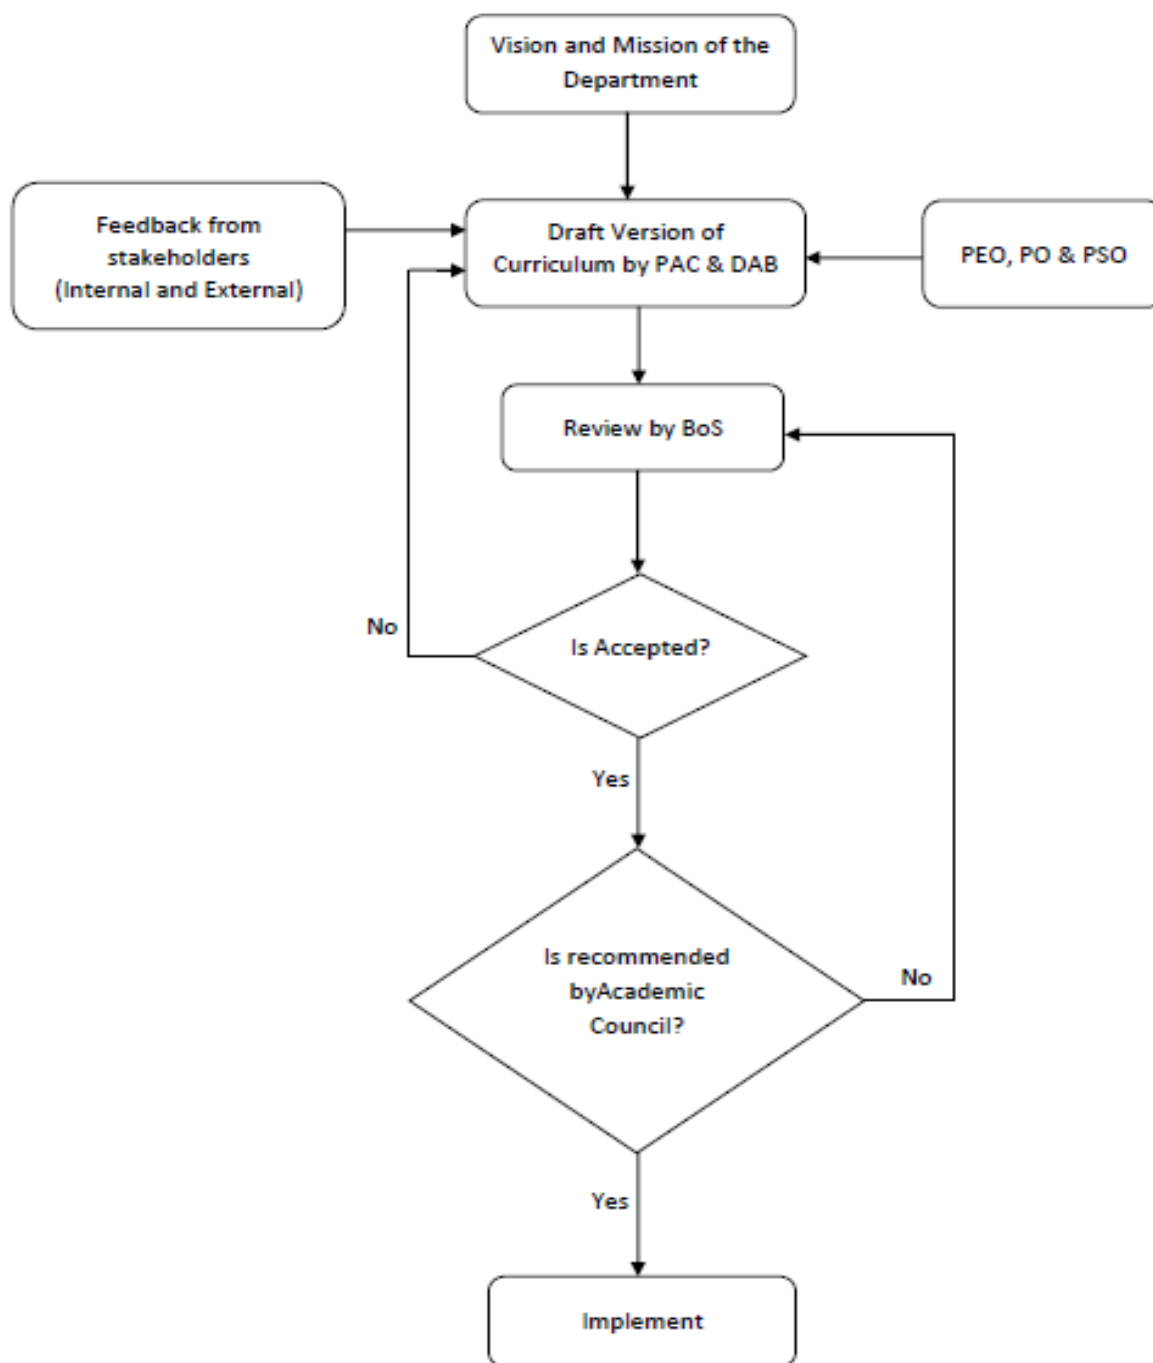 Vision and Mission of the
Department
Feedback from
stakeholders
(Internal and External)
Draft Version of
Curriculum by PAC & DAB
PEO, PO & PSO
Review by BoS
No
Is Accepted?
Yes
Is recommended
byAcademic
Council?
No
Yes
Implement